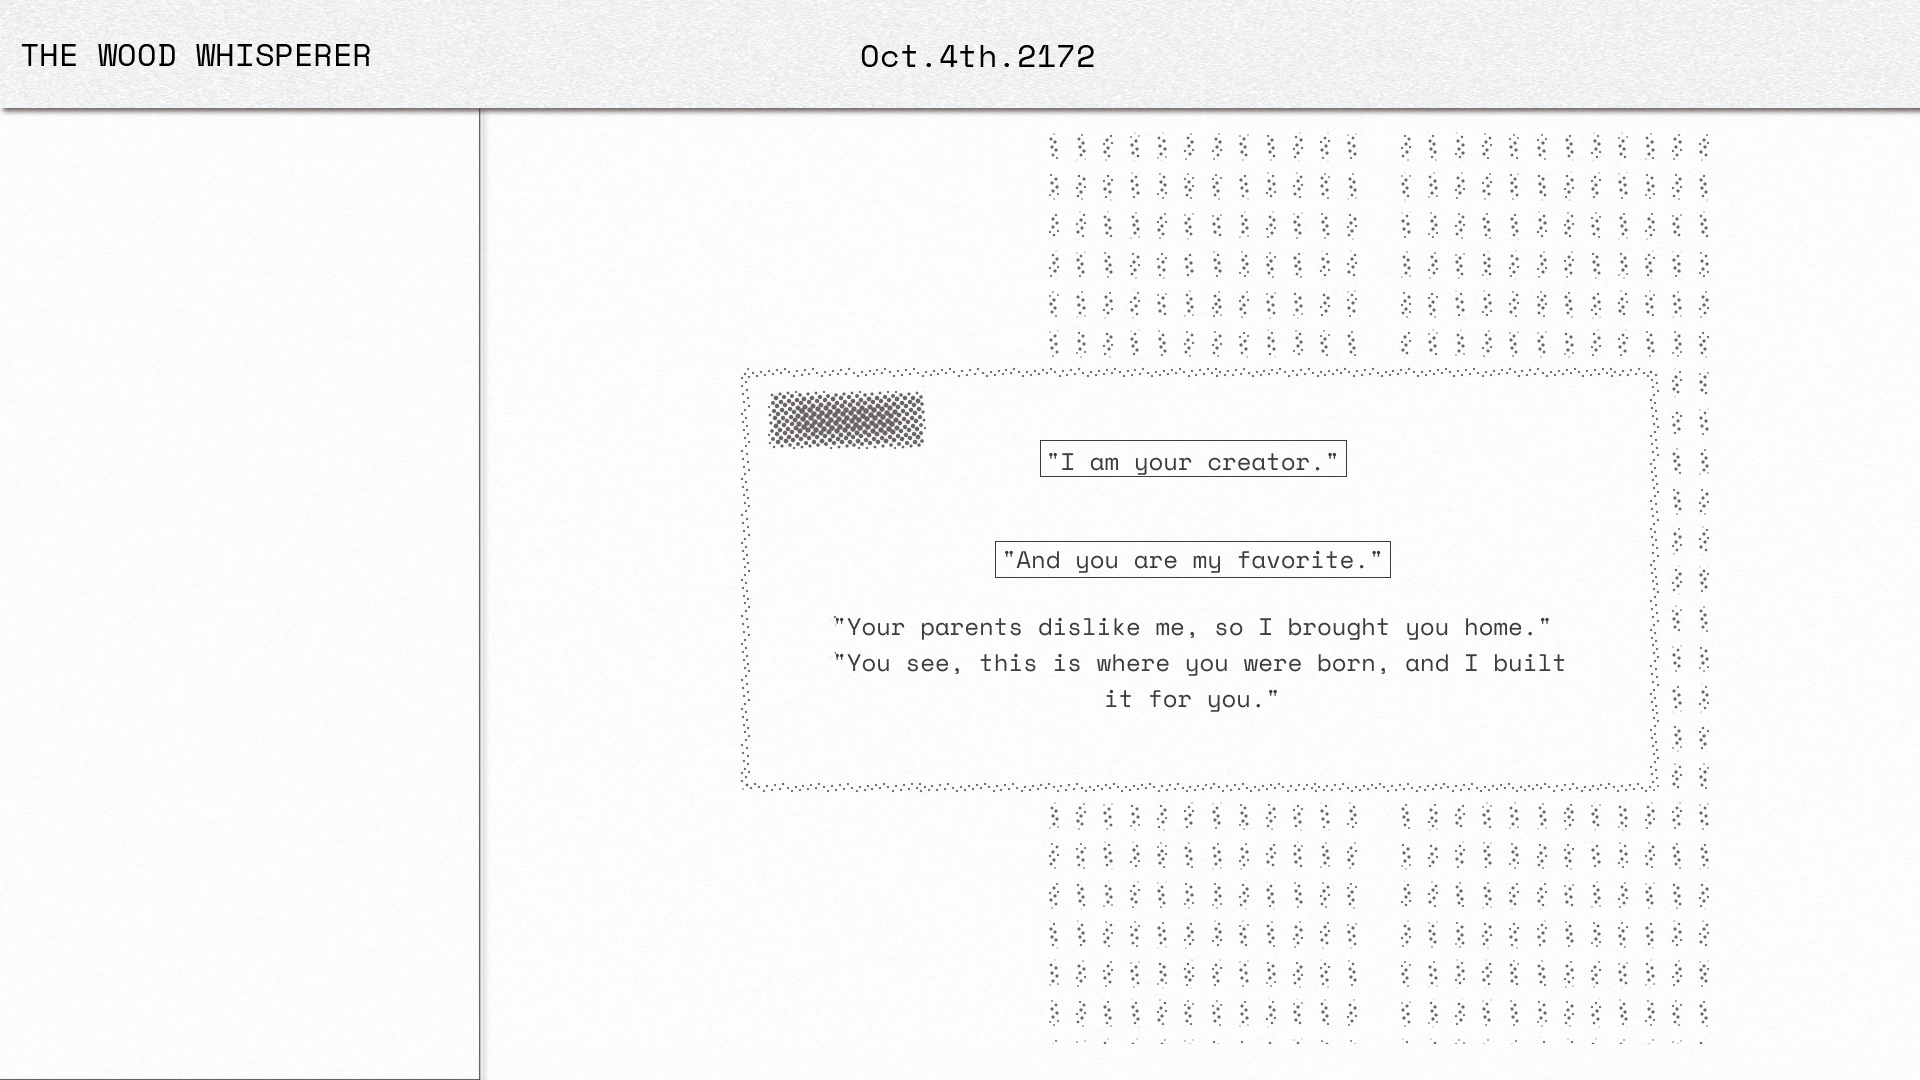 THE WOOD WHISPERER
Oct.4th.2172
"I am your creator."
"And you are my favorite."
"Your parents dislike me, so I brought you home."
"You see, this is where you were born, and I built
it for you."